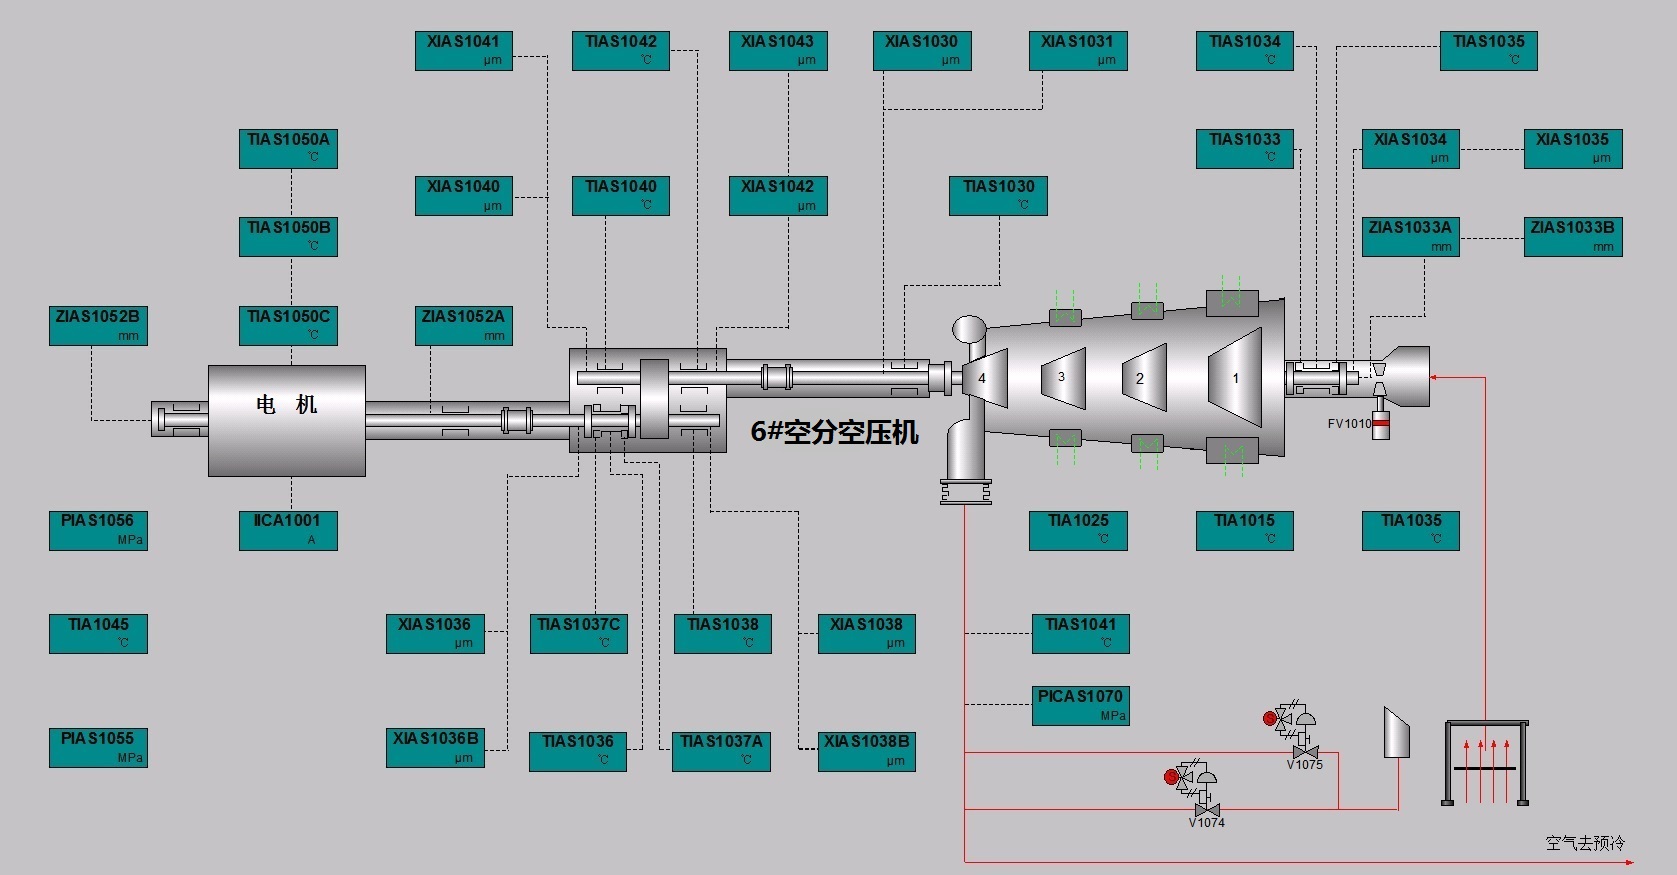 XIAS1041
μm
TIAS1042
℃
XIAS1043
μm
XIAS1030
μm
XIAS1031
μm
TIAS1034
℃
TIAS1035
℃
TIAS1050A
℃
TIAS1033
℃
XIAS1034
μm
XIAS1035
μm
XIAS1040
μm
TIAS1040
℃
XIAS1042
μm
TIAS1030
℃
TIAS1050B
℃
ZIAS1033A
mm
ZIAS1033B
mm
ZIAS1052B
mm
TIAS1050C
℃
ZIAS1052A
mm
电 机
4
3
2
1
6#空分空压机
FV1010
PIAS1056
MPa
IICA1001
A
TIA1025
℃
TIA1015
℃
TIA1035
℃
TIA1045
℃
XIAS1036
μm
TIAS1037C
℃
TIAS1038
℃
XIAS1038
μm
TIAS1041
℃
PICAS1070
MPa
PIAS1055
MPa
XIAS1036B
μm
TIAS1036
℃
TIAS1037A
℃
XIAS1038B
μm
S
V1075
S
V1074
空气去预冷